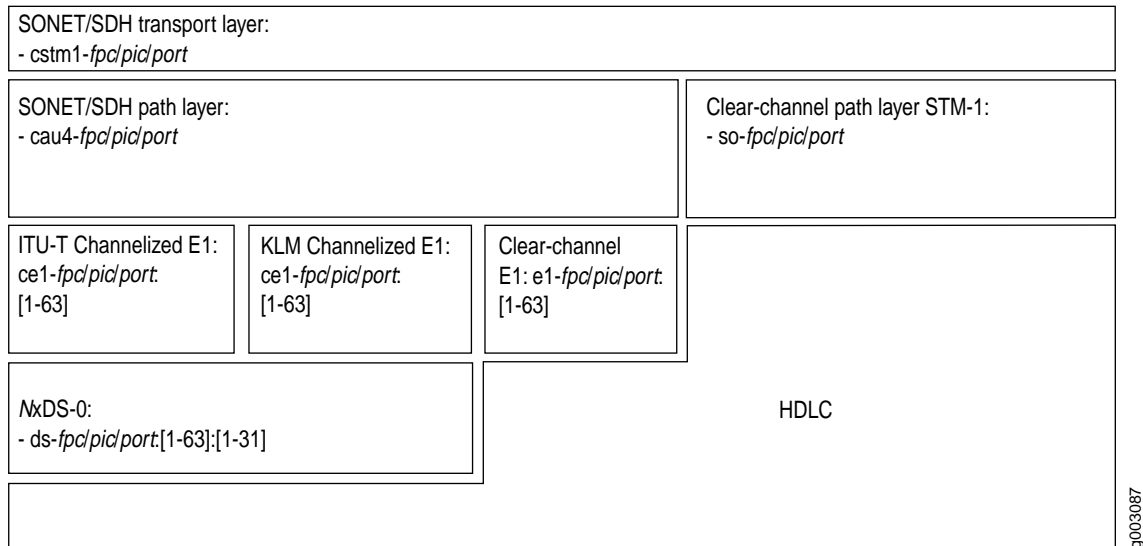 SONET/SDH transport layer:
- cstm1-fpc/pic/port
SONET/SDH path layer:
- cau4-fpc/pic/port
Clear-channel path layer STM-1:
- so-fpc/pic/port
ITU-T Channelized E1:
ce1-fpc/pic/port:
[1-63]
KLM Channelized E1:
ce1-fpc/pic/port:
[1-63]
Clear-channel
E1: e1-fpc/pic/port:
[1-63]
NxDS-0:
- ds-fpc/pic/port:[1-63]:[1-31]
HDLC
g003087